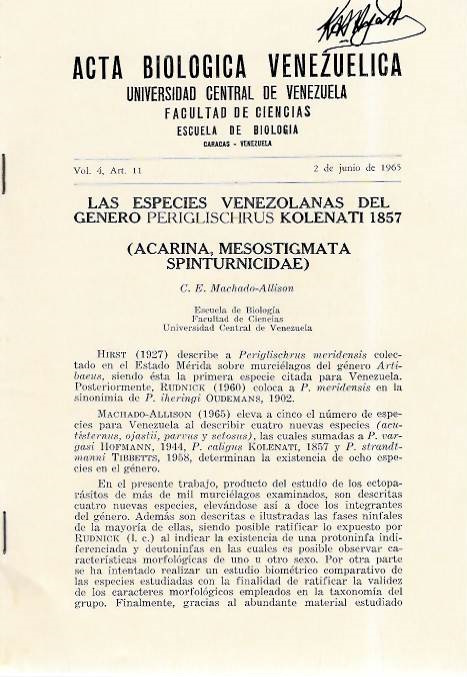 ACTA BIOLOGICA VENEZUELICA
UNIVERSIDAD CENTRAL DE VENEZUELA
FACULTAD DE CIENCIAS
ESCUELA DE BIOLOGIA
CARACAS - VENEZUELA
Vol. 4, Art. 11 2 de junio de 1965
LAS ESPECIES VENEZOLANAS DEL
GENERO PERIGLISCHRUS KOLENATI 1857
(ACARINA, MESOSTIGMATA
SPINTURNICIDAE)
C. E. Machado-Allison
Escuela de Biología
Facultad de Ciencias
Universidad Central de Venezuela
HIRST (1927) describe a Periglischrus meridensis colec-
tado en el Estado Mérida sobre murciélagos del género Arti-
baeus, siendo ésta la primera especie citada para Venezuela.
Posteriormente, RUDNICK (1960) coloca a P. meridensis en la
sinonimia de P. iheringi OUDEMANS, 1902.
MACHADO-ALLISON (1965) eleva a cinco el número de espe-
cies para Venezuela al describir cuatro nuevas especies (acu-
tisternus, ojastii, parvus y setosus), las cuales sumadas a P. var-
gasi HOFMANN, 1944, P. caligus KOLENATI, 1857 y P. strandt-
manni TIBBETTS, 1958, determinan la existencia de ocho espe-
cies en el género.
En el presente trabajo, producto del estudio de los ectopa-
rásitos de más de mil murciélagos examinados, son descritas
cuatro nuevas especies, elevándose así a doce los integrantes
del género. Además son descritas e ilustradas las fases ninfales
de la mayoría de ellas, siendo posible ratificar lo expuesto por
RUDNICK (l. c.) al indicar la existencia de una protoninfa indi-
ferenciada y deutoninfas en las cuales es posible observar ca-
racterísticas morfológicas de uno u otro sexo. Por otra parte
se ha intentado realizar un estudio biométrico comparativo de
las especies estudiadas con la finalidad de ratificar la validez
de los caracteres morfológicos empleados en la taxonomía del
grupo. Finalmente, gracias al abundante material estudiado